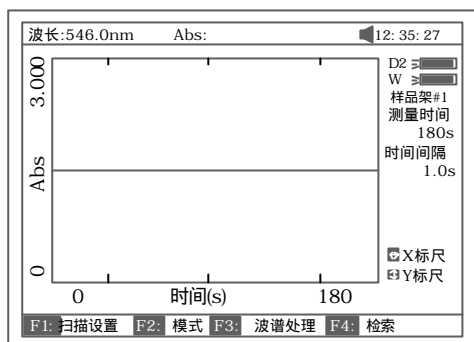 波长:546.0nm Abs: 12: 35: 27
3.000
Abs
0
D2
W
样品架#1
测量时间
180s
时间间隔
1.0s
X标尺
Y标尺
0 时间(s) 180
F1: 扫描设置 F2: 模式 F3: 波谱处理 F4: 检索